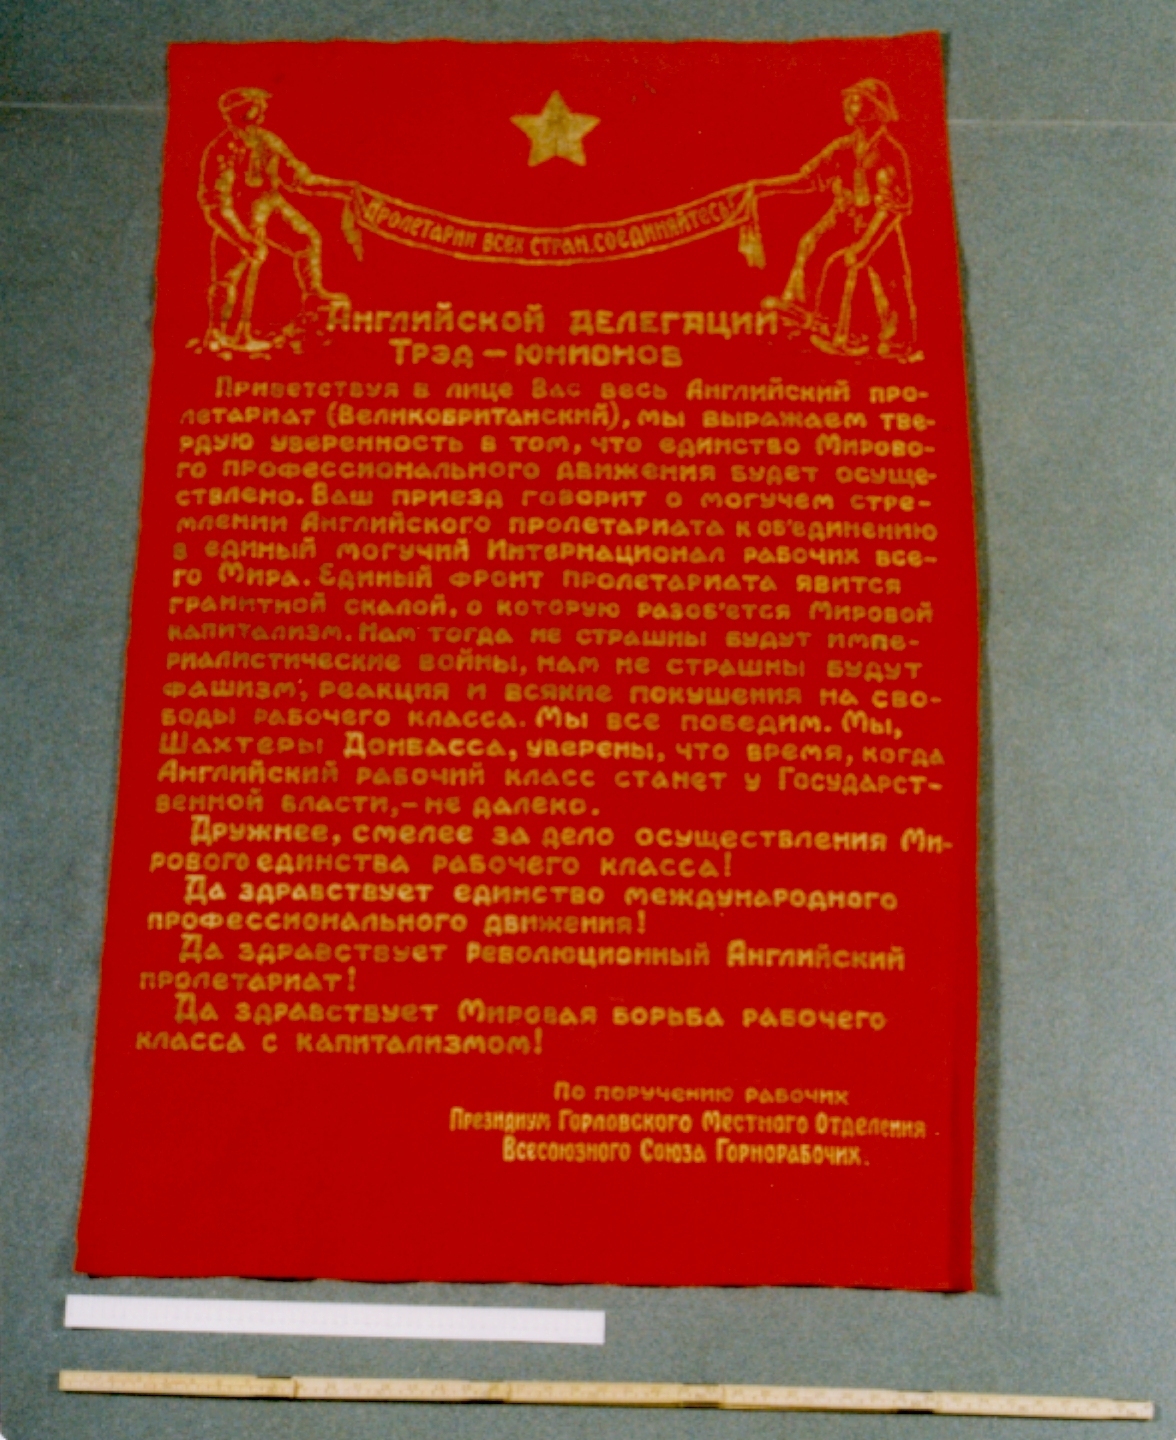 Пролетарии всех стран, соединяйтесь!
Английской делегации
Трэд – юнионов
Приветствуя в лице Вас весь Английский про-
летариат (Великобританский), мы выражаем тве-
рдую уверенность в том, что единство Мирово-
го профессионального движения будет осуще-
ствлено. Ваш приезд говорит о могучем стре-
млении Английского пролетариата к об'единению
в единый могучий Интернационал рабочих все-
го Мира. Единый фронт пролетариата явится
гранитной скалой, о которую разоб'ется Мировой
капитализм. Нам тогда не страшны будут импе-
риалистические войны, нам не страшны будут
фашизм, реакция и всякие покушения на сво-
боды рабочего класса. Мы все победим. Мы,
Шахтеры Донбасса, уверены, что время, когда
Английский рабочий класс станет у Государст-
венной власти, – не далеко.
Дружнее, смелее за дело осуществления Ми-
рового единства рабочего класса!
Да здравствует единство международного
профессионального движения!
Да здравствует Революционный Английский
пролетариат!
Да здравствует Мировая борьба рабочего
класса с капитализмом!
По поручению рабочих
Президиум Горловского Местного Отделения
Всесоюзного Союза Горнорабочих.